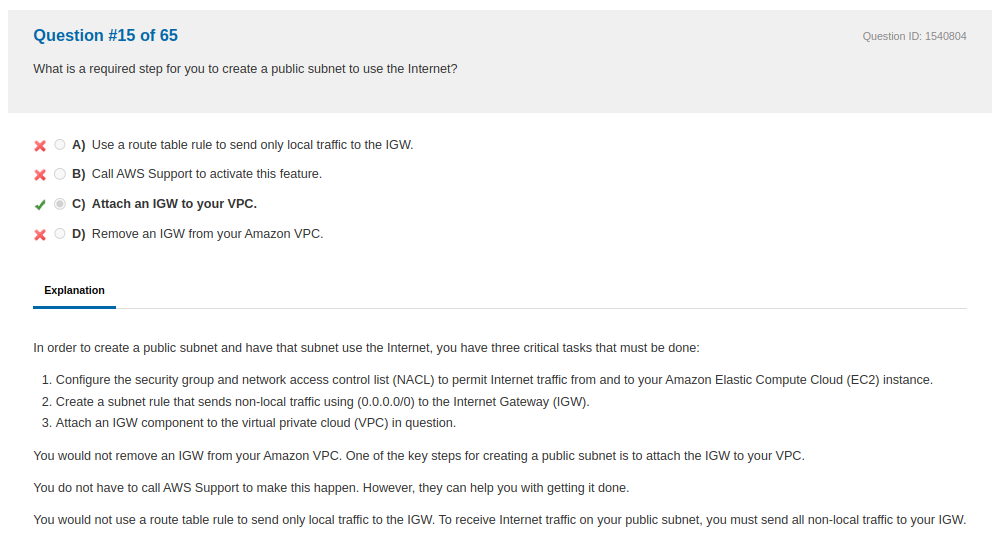 Question #15 of 65
Question ID: 1540804
What is a required step for you to create a public subnet to use the Internet?
A) Use a route table rule to send only local traffic to the IGW.
B) Call AWS Support to activate this feature.
C) Attach an IGW to your VPC.
D) Remove an IGW from your Amazon VPC.
Explanation
In order to create a public subnet and have that subnet use the Internet, you have three critical tasks that must be done:
1. Configure the security group and network access control list (NACL) to permit Internet traffic from and to your Amazon Elastic Compute Cloud (EC2) instance.
2. Create a subnet rule that sends non-local traffic using (0.0.0.0/0) to the Internet Gateway (IGW).
3. Attach an IGW component to the virtual private cloud (VPC) in question.
You would not remove an IGW from your Amazon VPC. One of the key steps for creating a public subnet is to attach the IGW to your VPC.
You do not have to call AWS Support to make this happen. However, they can help you with getting it done.
You would not use a route table rule to send only local traffic to the IGW. To receive Internet traffic on your public subnet, you must send all non-local traffic to your IGW.